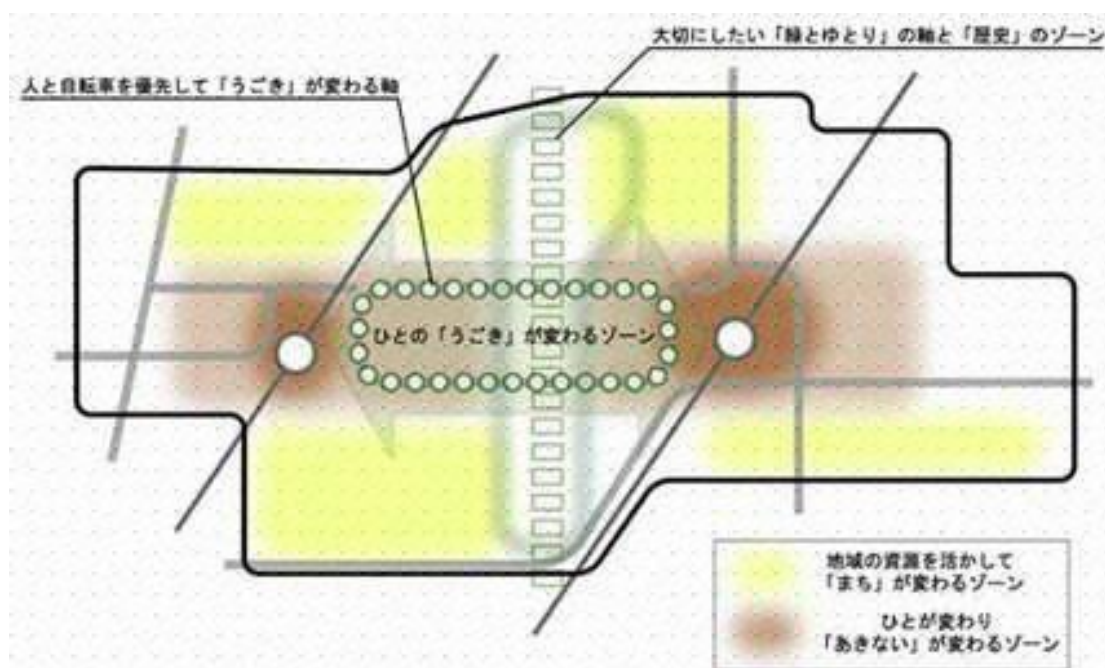 大切にしたい「緑とゆとり」の軸と「歴史」のゾーン
人と自転車を優先して「うごき」が変わる軸
ひとの「うごき」が変わるゾーン
地域の資源を活かして
「まち」が変わるゾーン
ひとが変わり
「あきない」が変わるゾーン